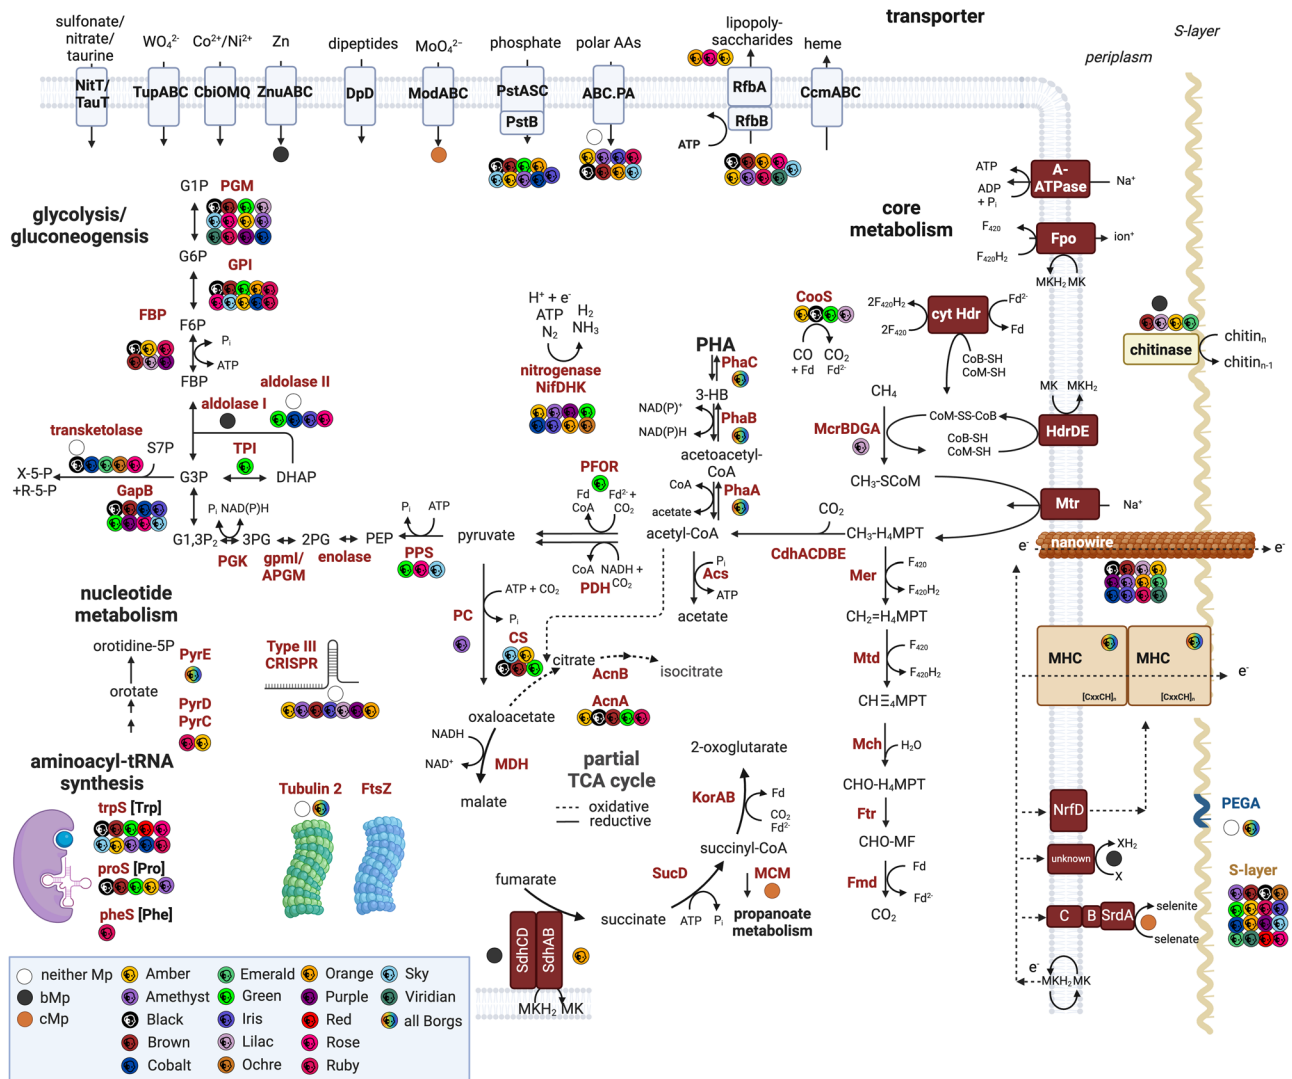 transporter
S-layer
periplasm
sulfonate/
nitrate/
taurine
WO₄²⁻
Co²⁺/Ni²⁺
Zn
dipeptides
MoO₄²⁻
phosphate
polar AAs
lipopoly-
saccharides
heme
NitT/
TauT
TupABC
CbiOMQ
ZnuABC
DpD
ModABC
PstASC
PstB
ABC.PA
RfbA
RfbB
CcmABC
ATP
glycolysis/
gluconeogensis
G1P
PGM
G6P
GPI
FBP
F6P
Pᵢ
ATP
FBP
aldolase II
aldolase I
transketolase
S7P
TPI
X-5-P
+R-5-P
G3P
DHAP
GapB
Pᵢ NAD(P)H
G1,3P₂
3PG
2PG
PEP
PGK
gpmI/
APGM
enolase
Pᵢ
ATP
PPS
pyruvate
H⁺ + e⁻
ATP
N₂
H₂
NH₃
nitrogenase
NifDHK
PFOR
Fd
CoA
Fd²⁻ +
CO₂
CoA
NADH +
CO₂
PDH
PHA
PhaC
3-HB
NAD(P)⁺
NAD(P)H
PhaB
acetoacetyl-
CoA
CoA
acetate
PhaA
acetyl-CoA
Acs
Pᵢ
ATP
acetate
CO₂
CdhACDBE
core
metabolism
CooS
CO
+ Fd
CO₂
Fd²⁻
2F₄₂₀H₂
2F₄₂₀
cyt Hdr
Fd²⁻
Fd
CoB-SH
CoM-SH
CH₄
McrBDGA
CoM-SS-CoB
CoB-SH
CoM-SH
MK
MKH₂
HdrDE
CH₃-SCoM
Mtr
Na⁺
CH₃-H₄MPT
Mer
F₄₂₀
F₄₂₀H₂
CH₂=H₄MPT
Mtd
F₄₂₀
F₄₂₀H₂
CH☰₄MPT
Mch
H₂O
CHO-H₄MPT
Ftr
CHO-MF
Fmd
Fd
Fd²⁻
CO₂
ATP
ADP
+ Pᵢ
A-
ATPase
Na⁺
F₄₂₀
F₄₂₀H₂
Fpo
ion⁺
MKH₂ MK
chitinase
chitinₙ
chitinₙ₋₁
nanowire
e⁻
e⁻
MHC
[CxxCH]ₙ
MHC
[CxxCH]ₙ
e⁻
NrfD
unknown
XH₂
X
C
B
SrdA
selenite
selenate
e⁻
MKH₂ MK
PEGA
S-layer
nucleotide
metabolism
orotidine-5P
PyrE
orotate
PyrD
PyrC
Type III
CRISPR
PC
ATP + CO₂
Pᵢ
CS
citrate
isocitrate
AcnB
AcnA
oxaloacetate
NADH
NAD⁺
MDH
malate
partial
TCA cycle
oxidative
reductive
2-oxoglutarate
KorAB
Fd
CO₂
Fd²⁻
succinyl-CoA
SucD
MCM
ATP
Pᵢ
propanoate
metabolism
fumarate
succinate
SdhCD
SdhAB
MKH₂ MK
aminoacyl-tRNA
synthesis
trpS [Trp]
proS [Pro]
pheS [Phe]
Tubulin 2
FtsZ
neither Mp
bMp
cMp
Amber
Amethyst
Black
Brown
Cobalt
Emerald
Green
Iris
Lilac
Ochre
Orange
Purple
Red
Rose
Ruby
Sky
Viridian
all Borgs